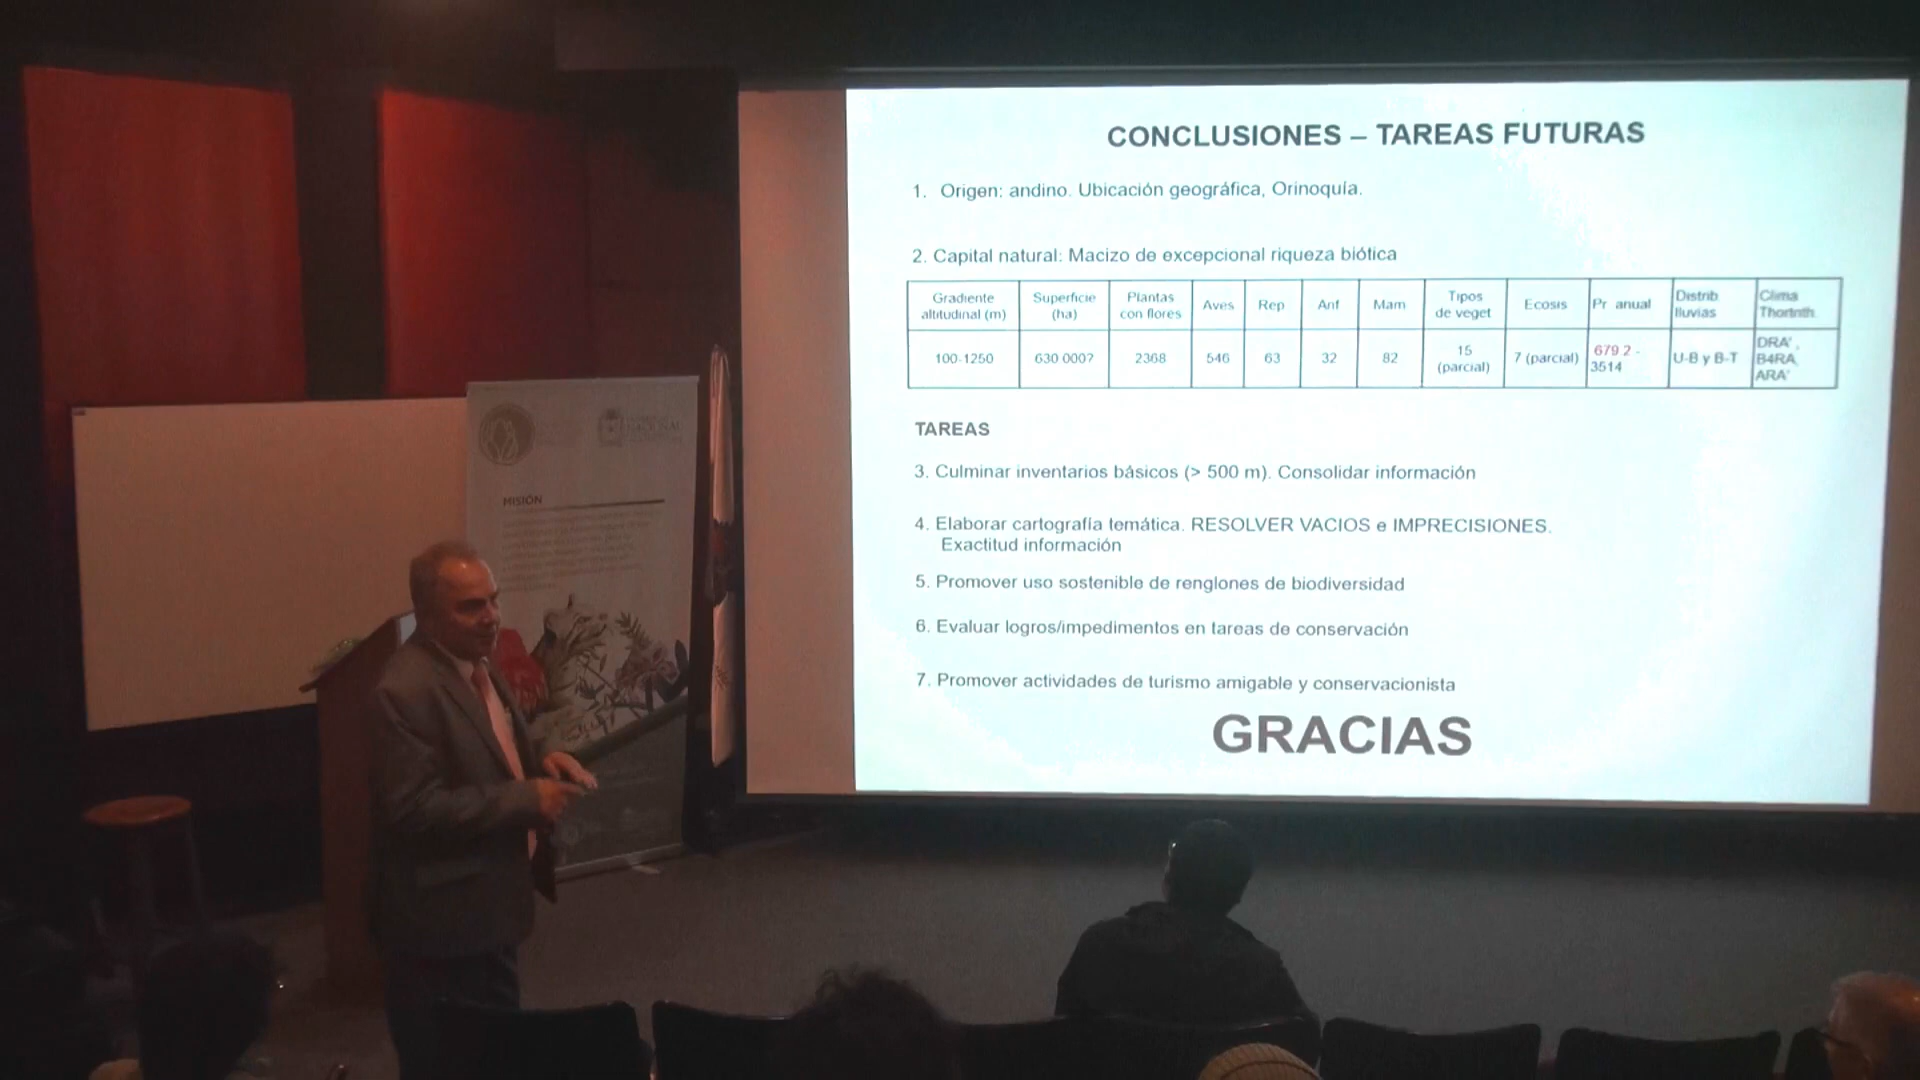 CONCLUSIONES – TAREAS FUTURAS
1. Origen: andino. Ubicación geográfica, Orinoquía.
2. Capital natural: Macizo de excepcional riqueza biótica
Gradiente altitudinal (m) Superficie (ha) Plantas con flores Aves Rep Anf Mam Tipos de veget Ecosis Pr anual Distrib lluvias Clima Thorinth
100-1250 630 000? 2368 546 63 32 82 15 (parcial) 7 (parcial) 679 2 - 3514 U-B y B-T DRA', B4RA, ARA'
TAREAS
3. Culminar inventarios básicos (> 500 m). Consolidar información
4. Elaborar cartografía temática. RESOLVER VACIOS e IMPRECISIONES.
Exactitud información
5. Promover uso sostenible de renglones de biodiversidad
6. Evaluar logros/impedimentos en tareas de conservación
7. Promover actividades de turismo amigable y conservacionista
GRACIAS
NACIONAL
MISIÓN